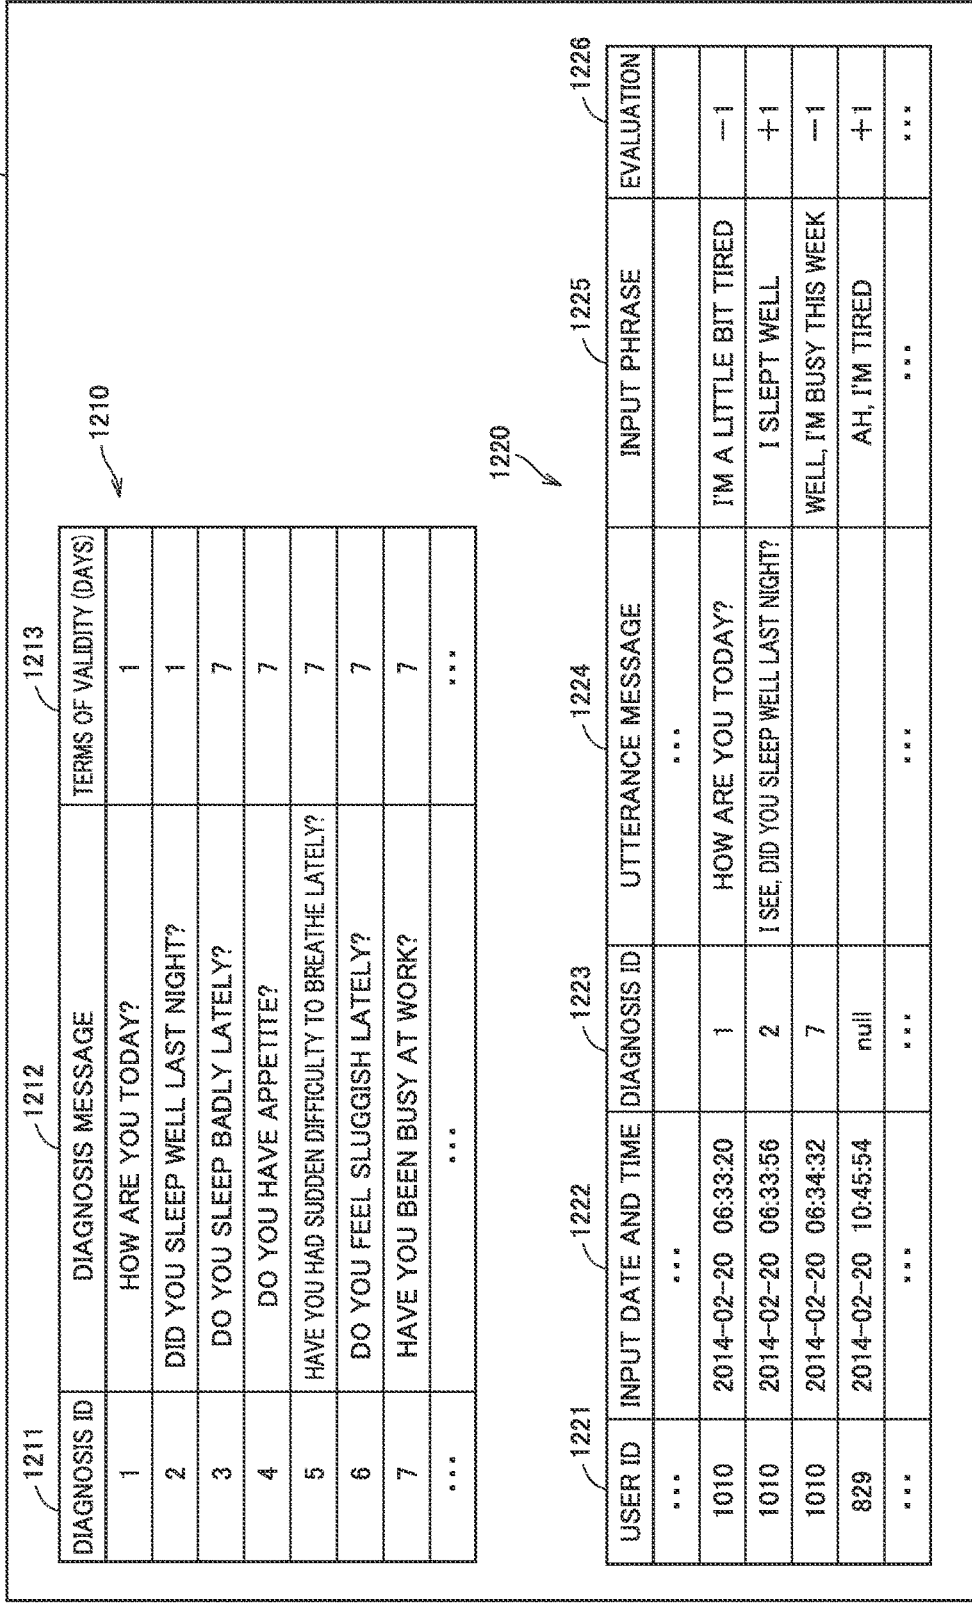 1210
1211 1212 1213
DIAGNOSIS ID DIAGNOSIS MESSAGE TERMS OF VALIDITY (DAYS)
1 HOW ARE YOU TODAY? 1
2 DID YOU SLEEP WELL LAST NIGHT? 1
3 DO YOU SLEEP BADLY LATELY? 7
4 DO YOU HAVE APPETITE? 7
5 HAVE YOU HAD SUDDEN DIFFICULTY TO BREATHE LATELY? 7
6 DO YOU FEEL SLUGGISH LATELY? 7
7 HAVE YOU BEEN BUSY AT WORK? 7
... ... ...
1220
1221 1222 1223 1224 1225 1226
USER ID INPUT DATE AND TIME DIAGNOSIS ID UTTERANCE MESSAGE INPUT PHRASE EVALUATION
... ... ...
1010 2014-02-20 06:33:20 1 HOW ARE YOU TODAY? I'M A LITTLE BIT TIRED −1
1010 2014-02-20 06:33:56 2 I SEE, DID YOU SLEEP WELL LAST NIGHT? I SLEPT WELL +1
1010 2014-02-20 06:34:32 7 WELL, I'M BUSY THIS WEEK −1
829 2014-02-20 10:45:54 null AH, I'M TIRED +1
... ... ... ... ... ...